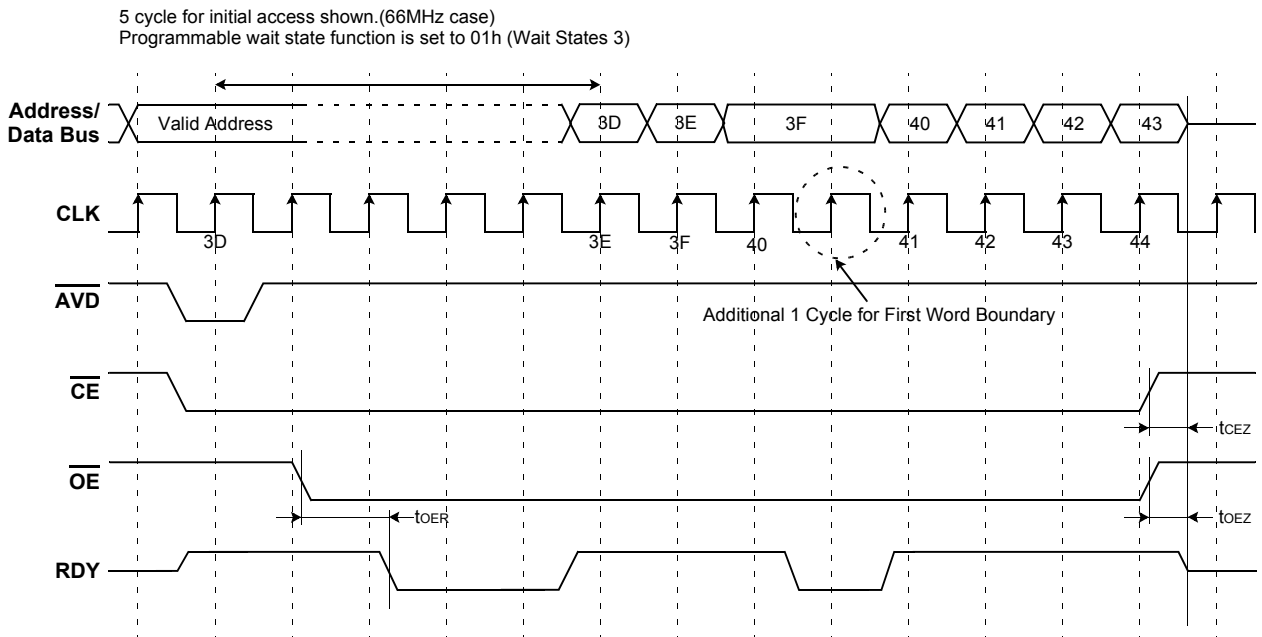 5 cycle for initial access shown.(66MHz case)
Programmable wait state function is set to 01h (Wait States 3)
Address/
Data Bus
Valid Address
3D
3E
3F
40
41
42
43
CLK
3D
3E
3F
40
41
42
43
44
AVD
Additional 1 Cycle for First Word Boundary
CE
tCEZ
OE
tOER
tOEZ
RDY